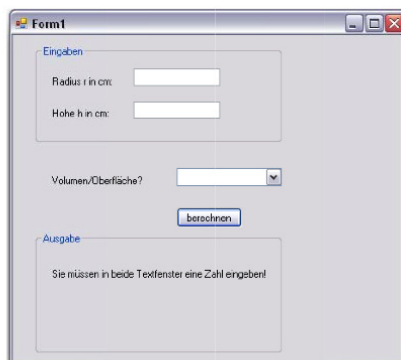 Form1
Eingaben
Radius r in cm:
Höhe h in cm:
Volumen/Oberfläche?
berechnen
Ausgabe
Sie müssen in beide Textfenster eine Zahl eingeben!